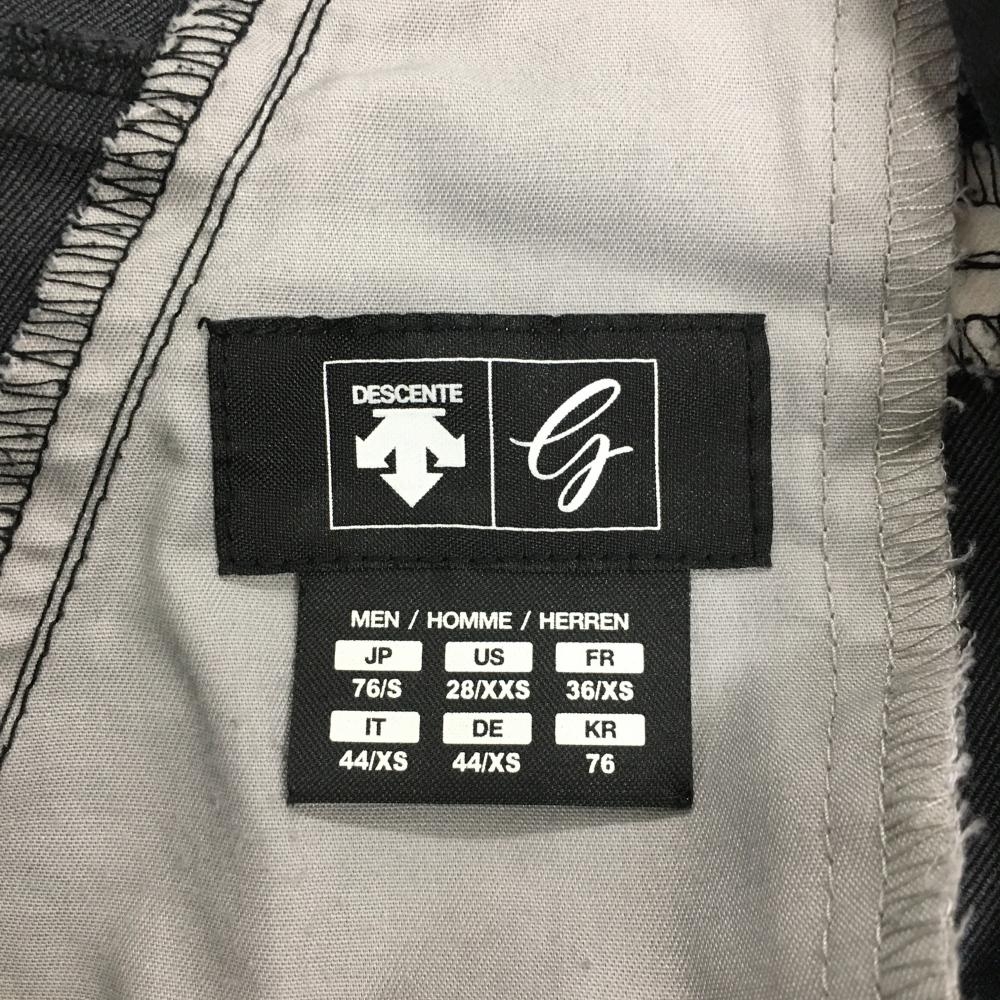 DESCENTE
G
MEN / HOMME / HERREN
JP US FR
76/S 28/XXS 36/XS
IT DE KR
44/XS 44/XS 76